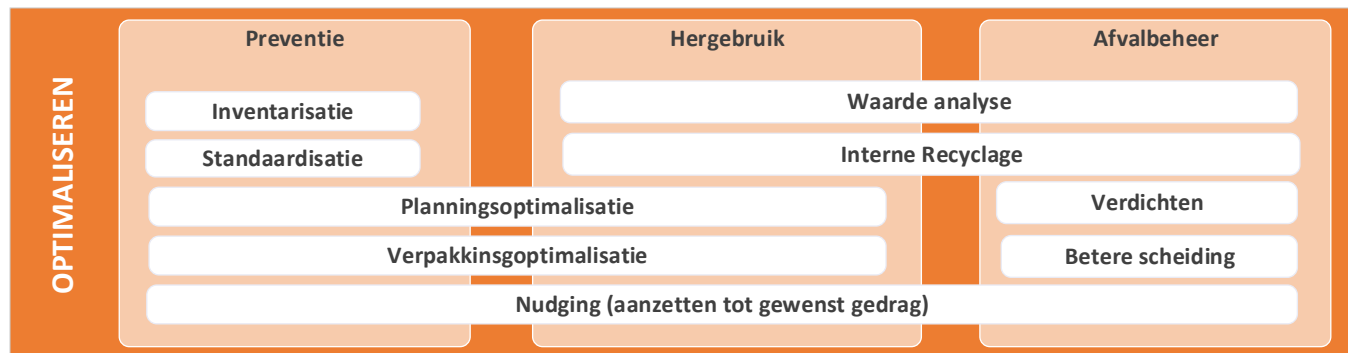 OPTIMALISEREN
Preventie
Hergebruik
Afvalbeheer
Inventarisatie
Waarde analyse
Standaardisatie
Interne Recyclage
Planningsoptimalisatie
Verdichten
Verpakkinsgoptimalisatie
Betere scheiding
Nudging (aanzetten tot gewenst gedrag)